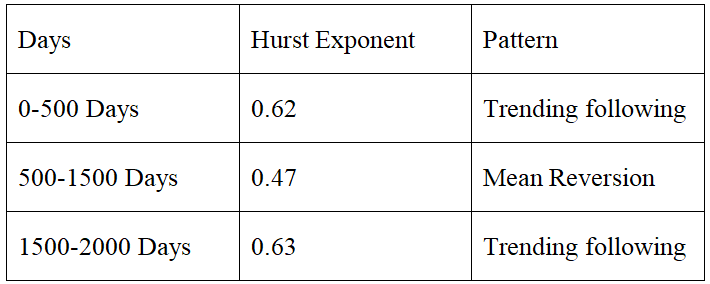 Days Hurst Exponent Pattern
0-500 Days 0.62 Trending following
500-1500 Days 0.47 Mean Reversion
1500-2000 Days 0.63 Trending following